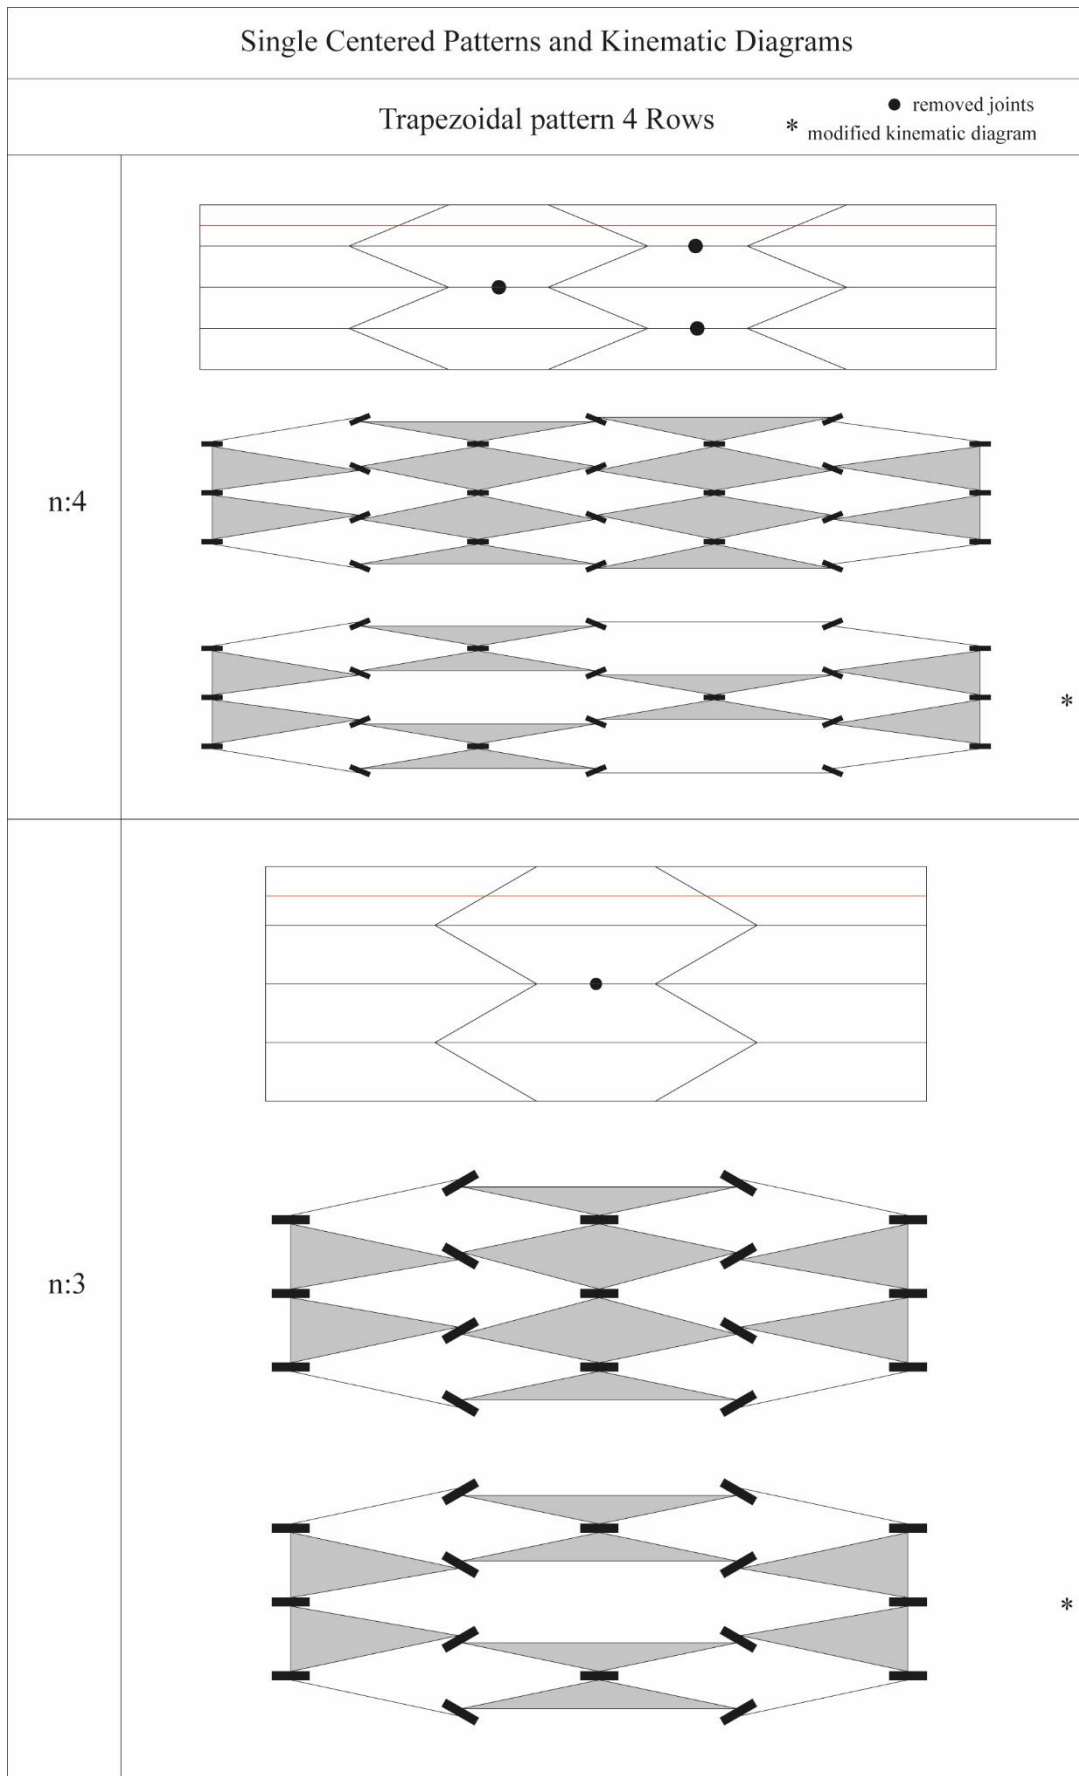 Single Centered Patterns and Kinematic Diagrams
Trapezoidal pattern 4 Rows
● removed joints
* modified kinematic diagram
n:4
*
n:3
*